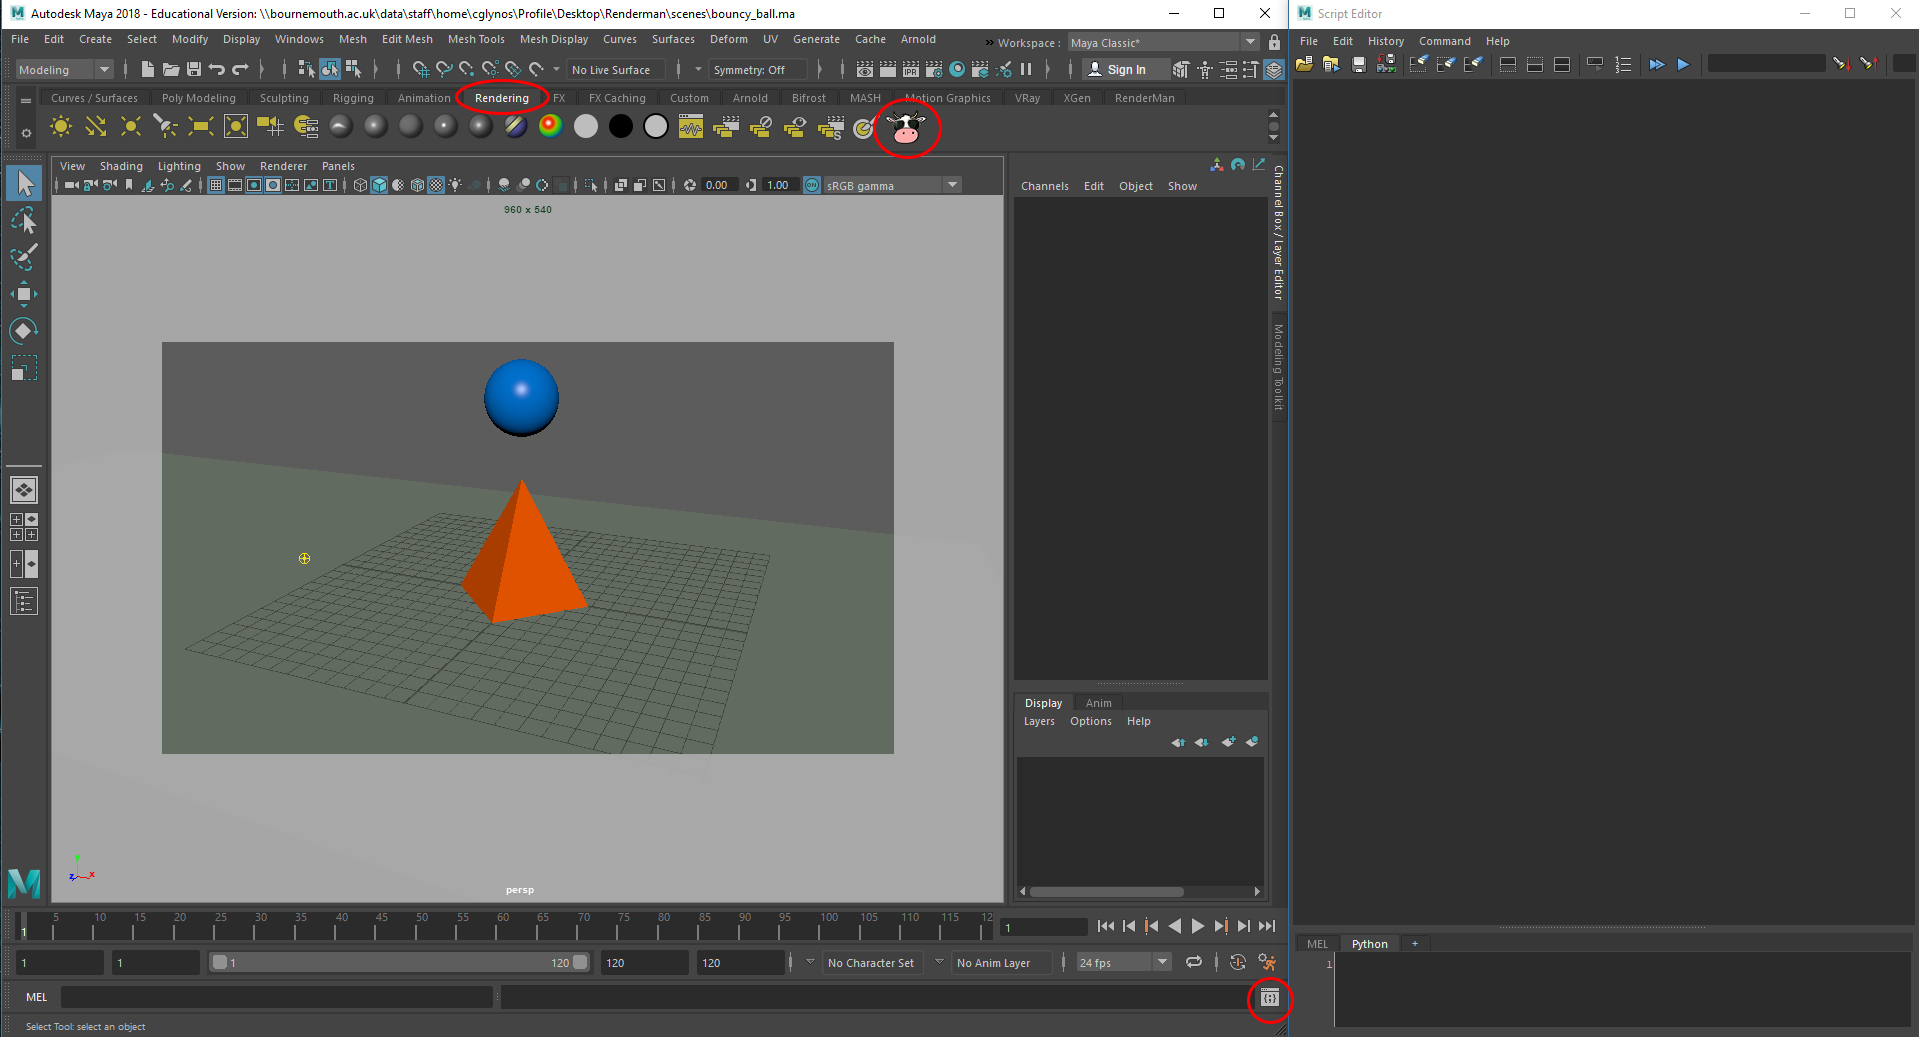 Autodesk Maya 2018 - Educational Version: \\bournemouth.ac.uk\data\staff\home\cglynos\Profile\Desktop\Renderman\scenes\bouncy_ball.ma
Script Editor
File Edit Create Select Modify Display Windows Mesh Edit Mesh Mesh Tools Mesh Display Curves Surfaces Deform UV Generate Cache Arnold
» Workspace : Maya Classic*
File Edit History Command Help
Modeling
No Live Surface
Symmetry: Off
IPR
Sign In
Curves / Surfaces Poly Modeling Sculpting Rigging Animation Rendering FX FX Caching Custom Arnold Bifrost MASH Motion Graphics VRay XGen RenderMan
View Shading Lighting Show Renderer Panels
0.00 1.00 ON sRGB gamma
960 x 540
Channels Edit Object Show
Channel Box / Layer Editor
Modeling Toolkit
Display Anim
Layers Options Help
z x
persp
5 10 15 20 25 30 35 40 45 50 55 60 65 70 75 80 85 90 95 100 105 110 115 12
1
1
MEL Python +
1
1 1 1 120 120 120
No Character Set
No Anim Layer
24 fps
MEL
Select Tool: select an object